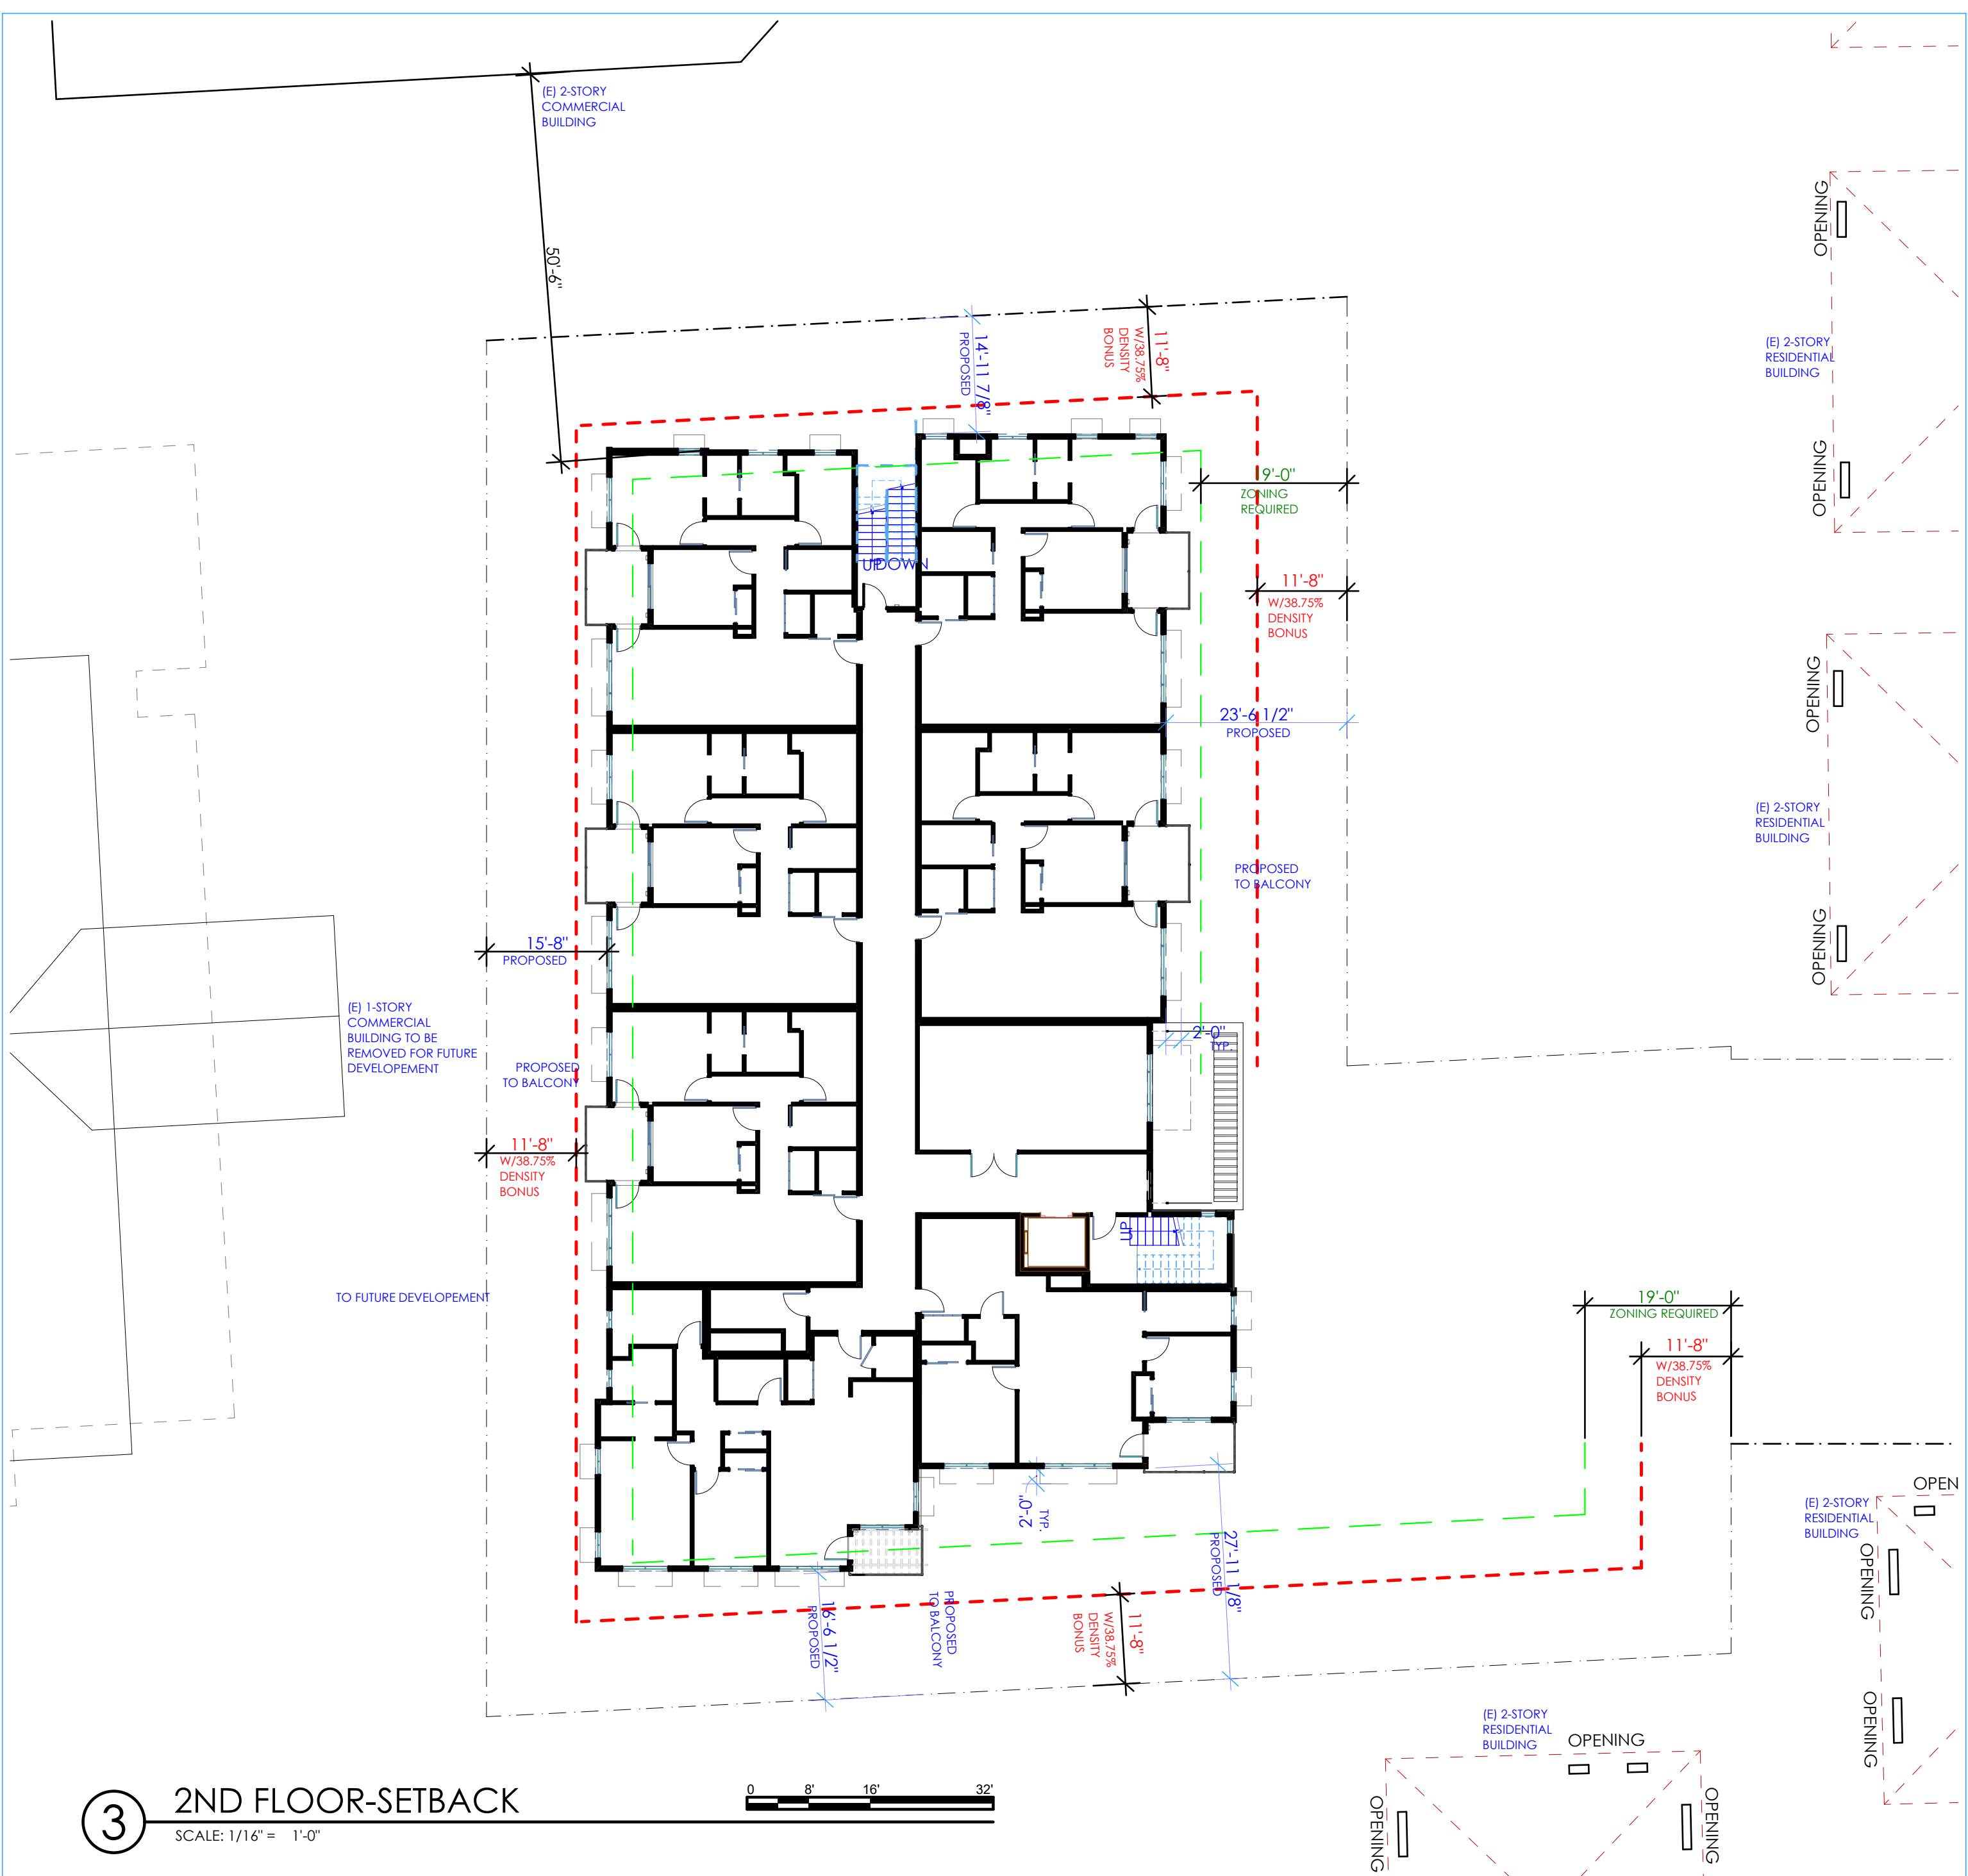 (E) 2-STORY
COMMERCIAL
BUILDING
50'-6"
OPENING
(E) 2-STORY
RESIDENTIAL
BUILDING
OPENING
14'-11 7/8"
PROPOSED
11'-8"
W/38.75%
DENSITY
BONUS
9'-0"
ZONING
REQUIRED
11'-8"
W/38.75%
DENSITY
BONUS
UP
DOWN
OPENING
23'-6 1/2"
PROPOSED
(E) 2-STORY
RESIDENTIAL
BUILDING
PROPOSED
TO BALCONY
OPENING
15'-8"
PROPOSED
(E) 1-STORY
COMMERCIAL
BUILDING TO BE
REMOVED FOR FUTURE
DEVELOPEMENT
2'-0"
TYP.
PROPOSED
TO BALCONY
11'-8"
W/38.75%
DENSITY
BONUS
UP
TO FUTURE DEVELOPEMENT
19'-0"
ZONING REQUIRED
11'-8"
W/38.75%
DENSITY
BONUS
2'-0"
TYP.
27'-11 1/8"
PROPOSED
OPEN
(E) 2-STORY
RESIDENTIAL
BUILDING
OPENING
16'-6 1/2"
PROPOSED
PROPOSED
TO BALCONY
11'-8"
W/38.75%
DENSITY
BONUS
OPENING
(E) 2-STORY
RESIDENTIAL
BUILDING
OPENING
OPENING
OPENING
3
2ND FLOOR-SETBACK
SCALE: 1/16" = 1'-0"
0 8' 16' 32'